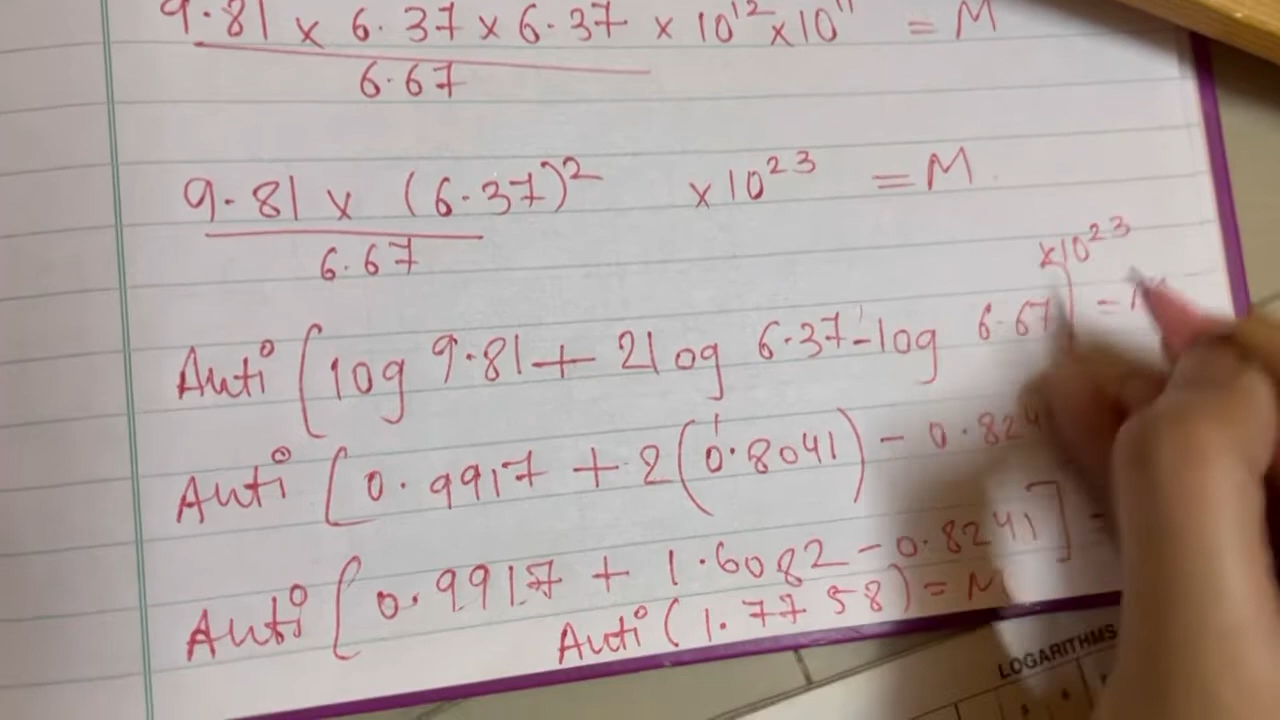 9.81 x 6.37 x 6.37 x 10¹² x 10¹¹ = M
6.67
9.81 x (6.37)² x 10²³ = M
6.67
x10²³
Anti [log 9.81 + 2log 6.37 - log 6.67] = M
Anti [0.9917 + 2(0.8041) - 0.824
Anti [0.9917 + 1.6082 - 0.8241] =
Anti (1.7758) = M
LOGARITHMS